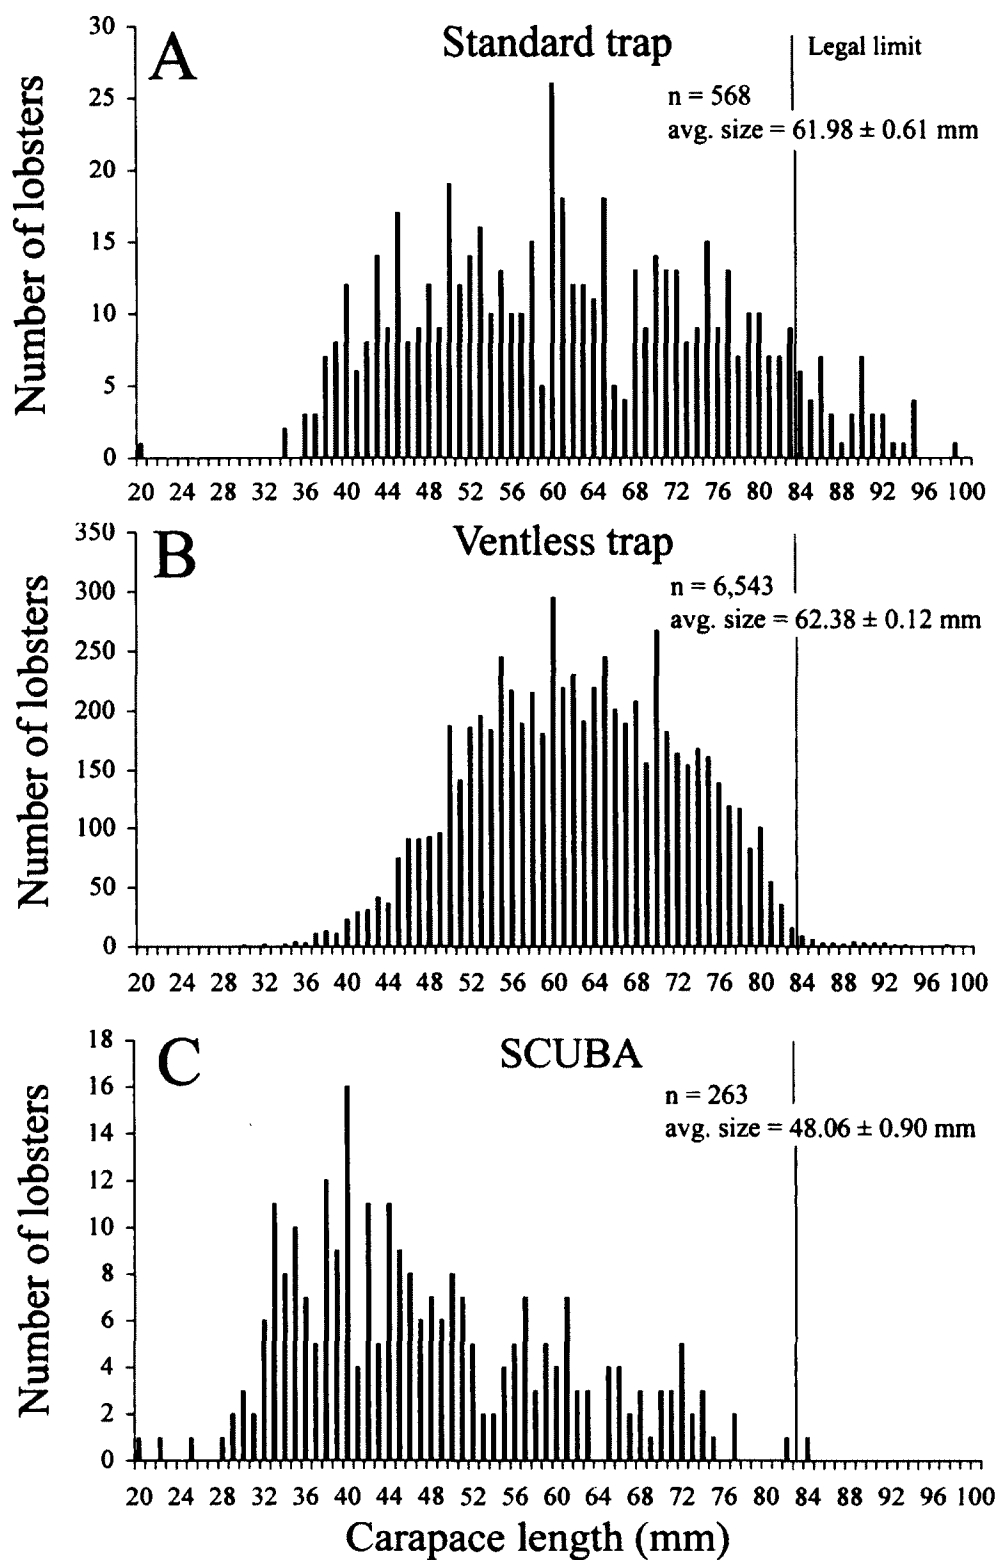 A
Standard trap
Legal limit
n = 568
avg. size = 61.98 ± 0.61 mm
Number of lobsters
30
25
20
15
10
5
0
20 24 28 32 36 40 44 48 52 56 60 64 68 72 76 80 84 88 92 96 100
B
Ventless trap
n = 6,543
avg. size = 62.38 ± 0.12 mm
Number of lobsters
350
300
250
200
150
100
50
0
20 24 28 32 36 40 44 48 52 56 60 64 68 72 76 80 84 88 92 96 100
C
SCUBA
n = 263
avg. size = 48.06 ± 0.90 mm
Number of lobsters
18
16
14
12
10
8
6
4
2
0
20 24 28 32 36 40 44 48 52 56 60 64 68 72 76 80 84 88 92 96 100
Carapace length (mm)